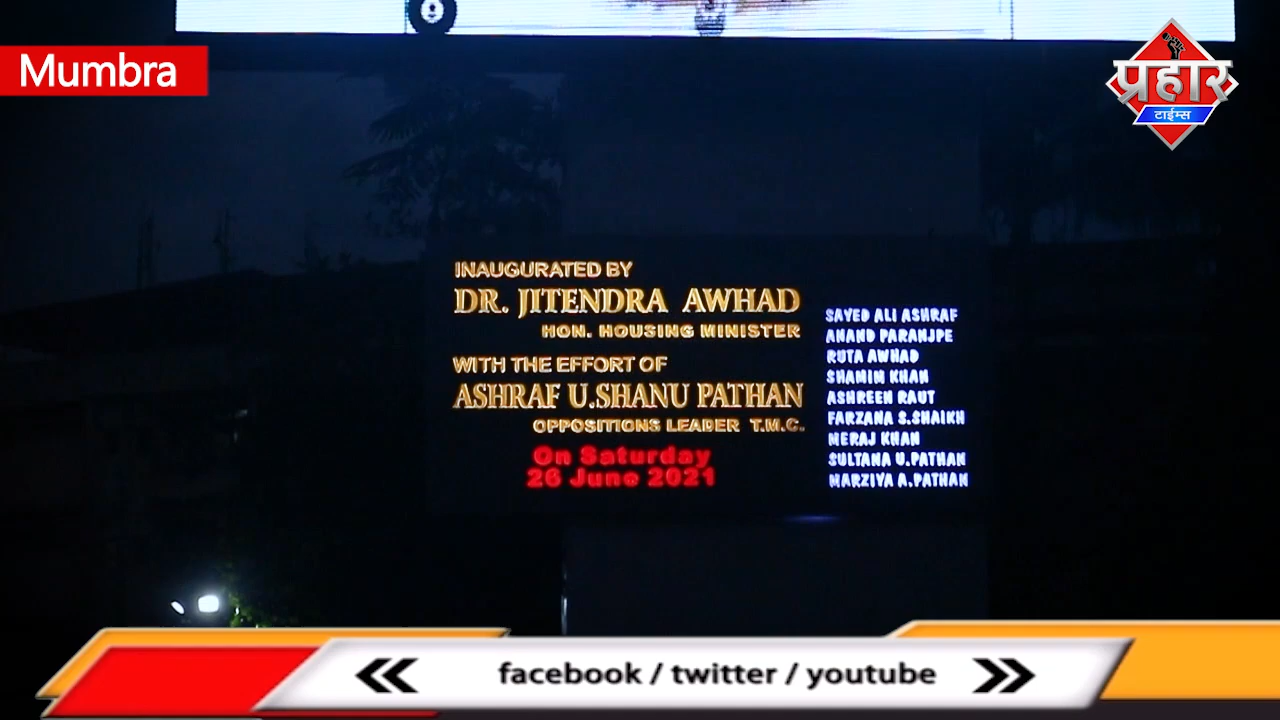 Mumbra
प्रहार
टाईम्स
INAUGURATED BY
DR. JITENDRA AWHAD
HON. HOUSING MINISTER
WITH THE EFFORT OF
ASHRAF U.SHANU PATHAN
OPPOSITIONS LEADER T.M.C.
On Saturday
26 June 2021
SAYED ALI ASHRAF
ANAND PARANJPE
RUTA AWHAD
SHAMIM KHAN
ASHREEN RAUT
FARZANA S.SHAIKH
MERAJ KHAN
SULTANA U.PATHAN
MARZIYA A.PATHAN
facebook / twitter / youtube